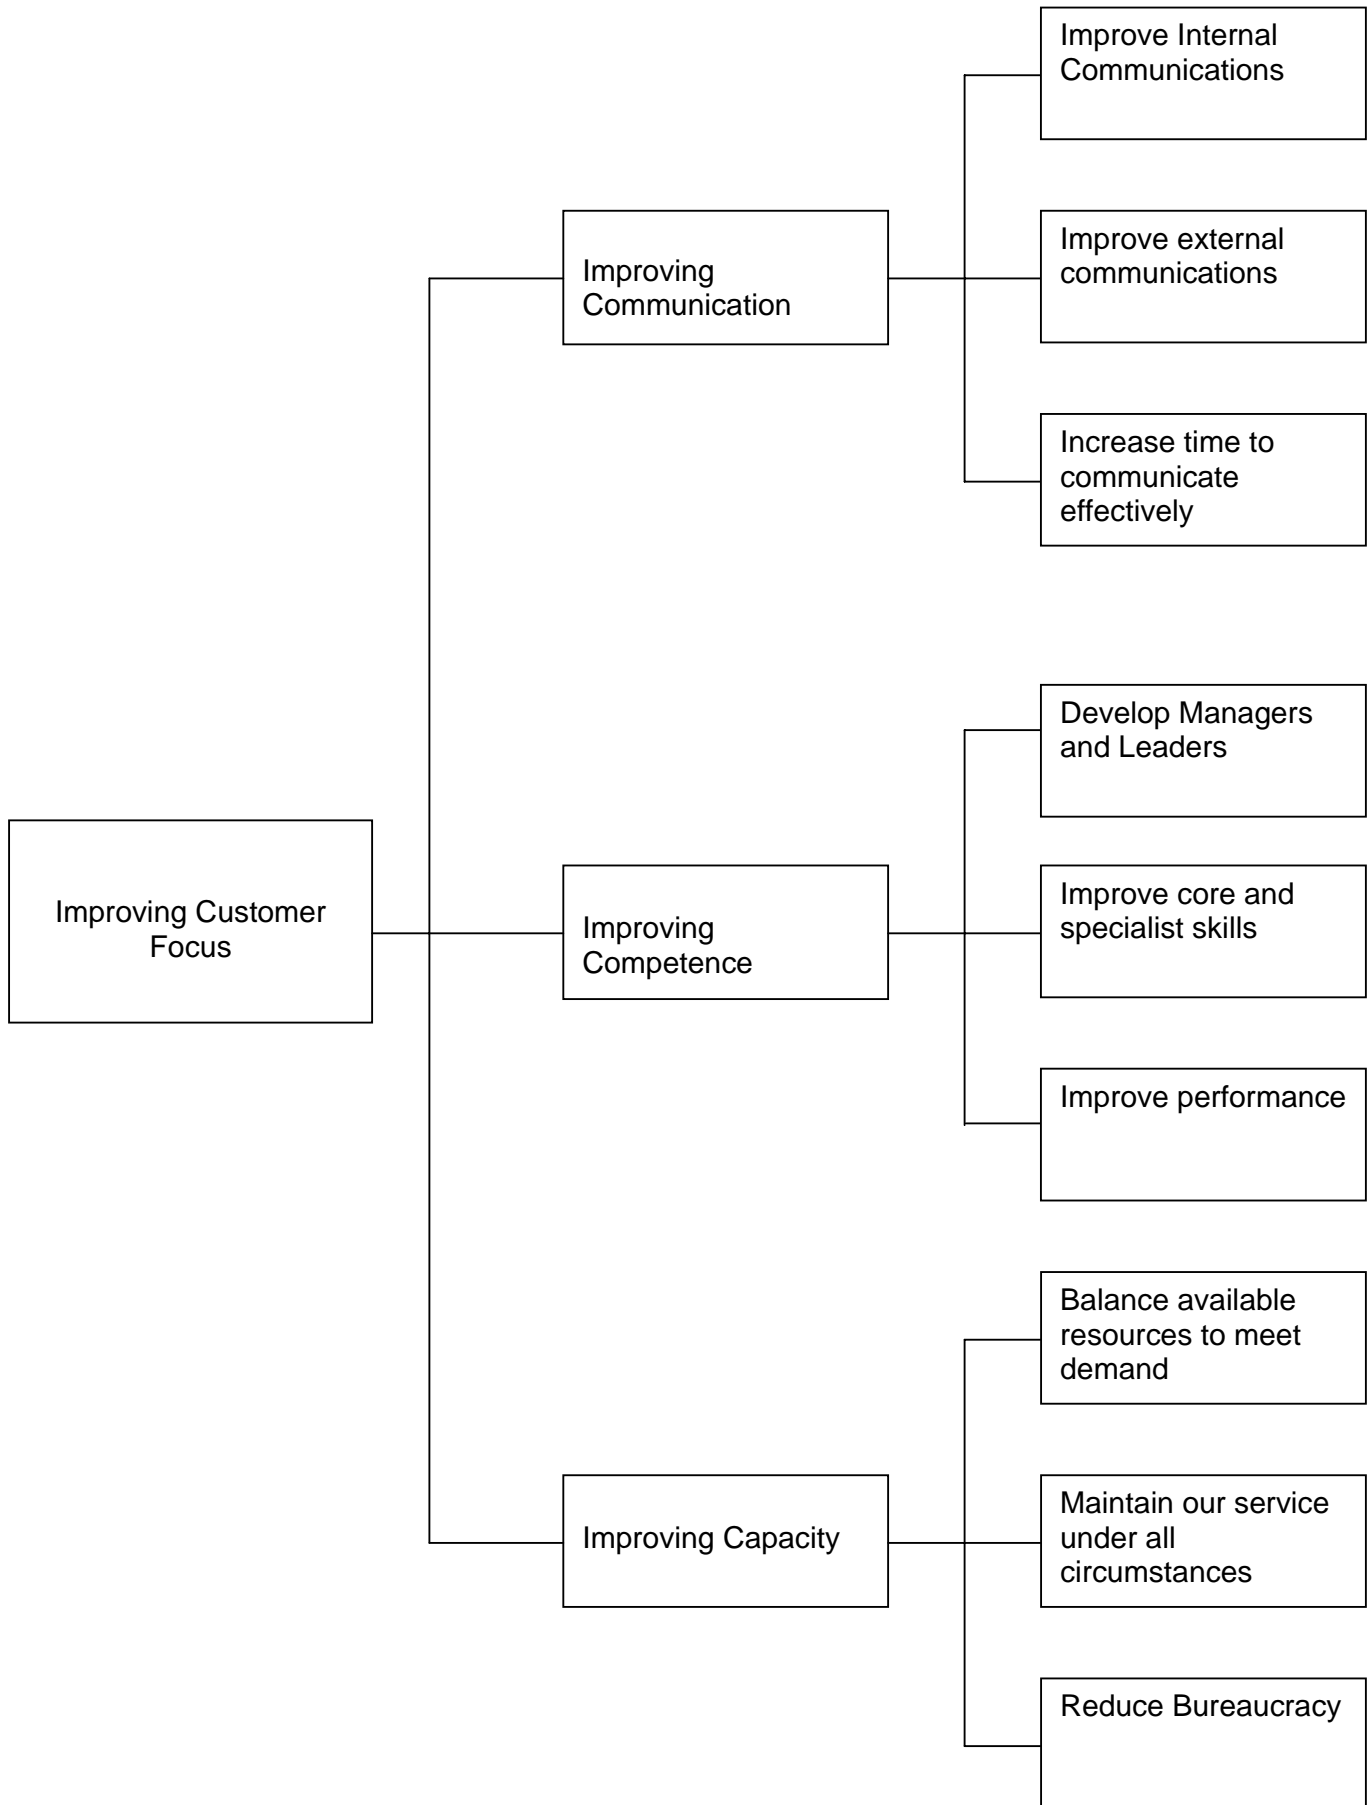 Improve Internal
Communications
Improve external
communications
Improving
Communication
Increase time to
communicate
effectively
Develop Managers
and Leaders
Improving Customer
Focus
Improving
Competence
Improve core and
specialist skills
Improve performance
Balance available
resources to meet
demand
Improving Capacity
Maintain our service
under all
circumstances
Reduce Bureaucracy